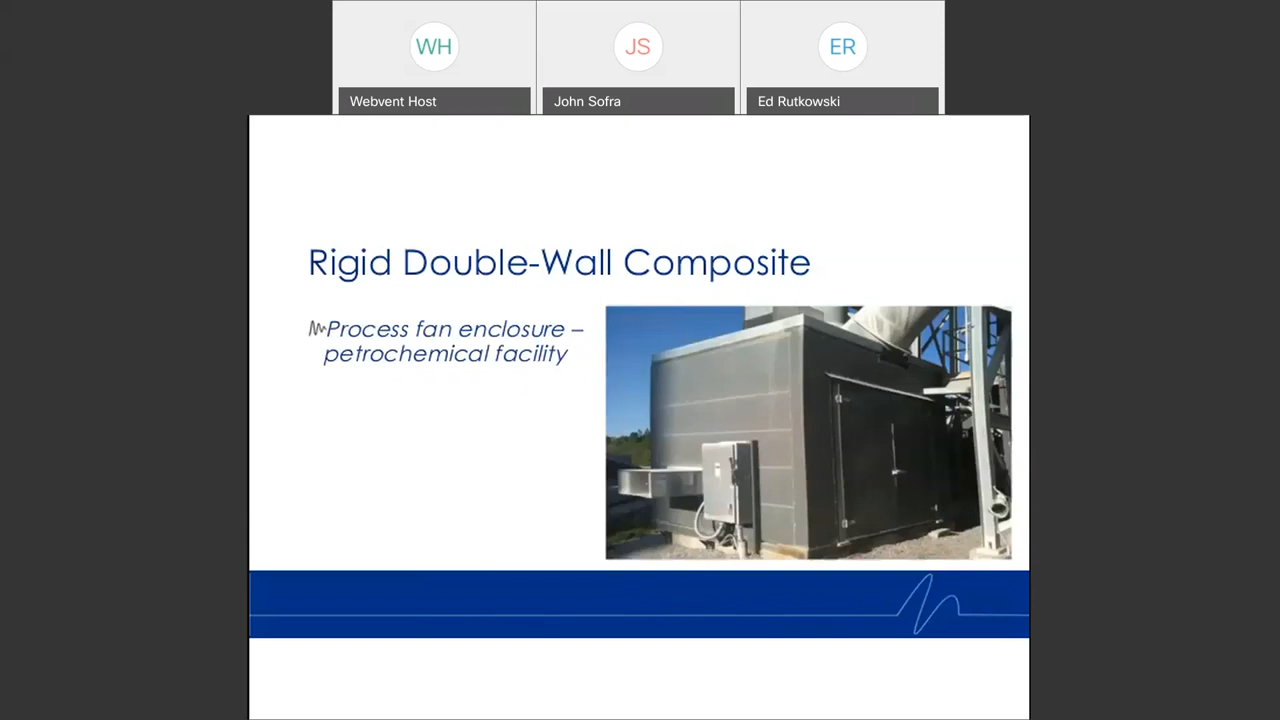 WH
JS
ER
Webvent Host
John Sofra
Ed Rutkowski
Rigid Double-Wall Composite
Process fan enclosure –
petrochemical facility